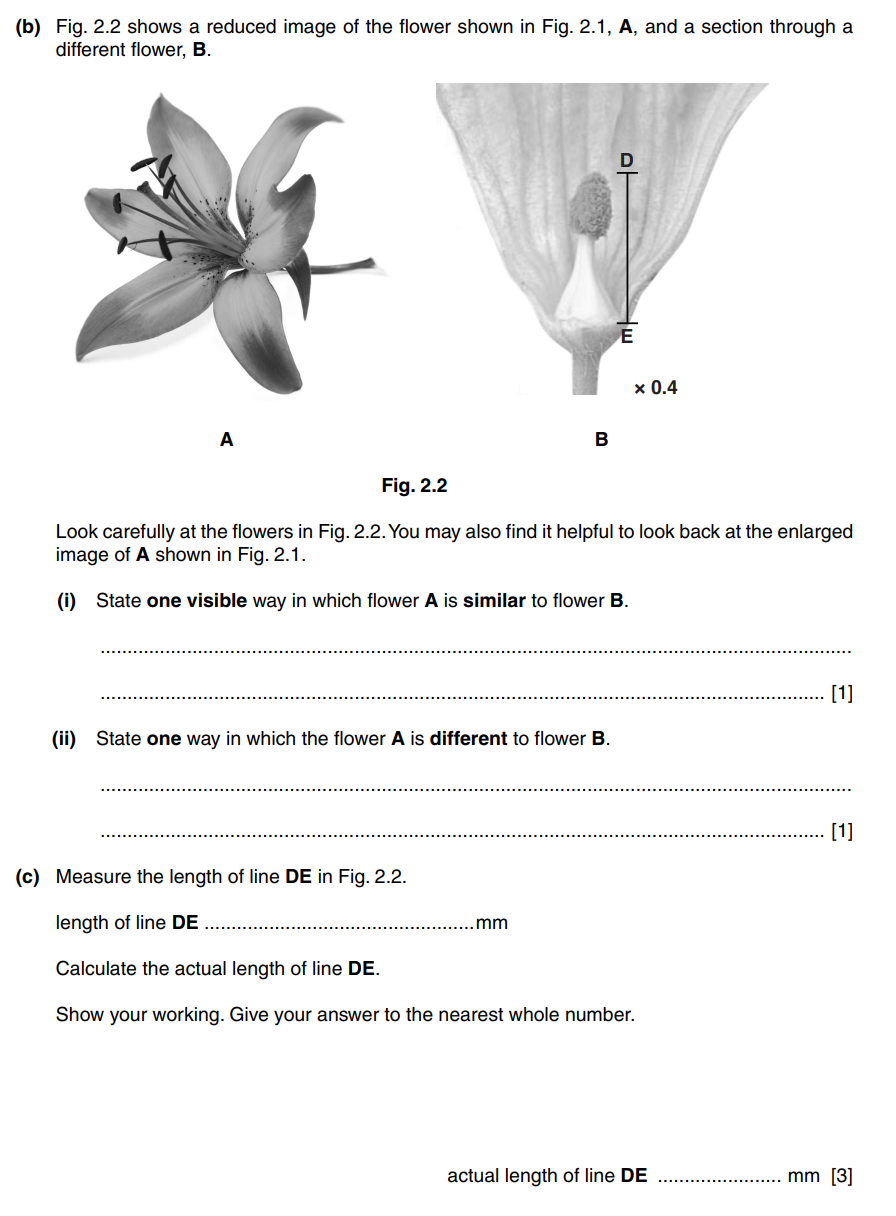 (b) Fig. 2.2 shows a reduced image of the flower shown in Fig. 2.1, A, and a section through a
different flower, B.
D
E
× 0.4
A
B
Fig. 2.2
Look carefully at the flowers in Fig. 2.2. You may also find it helpful to look back at the enlarged
image of A shown in Fig. 2.1.
(i) State one visible way in which flower A is similar to flower B.
..........................................................................................................................................
..................................................................................................................................... [1]
(ii) State one way in which the flower A is different to flower B.
..........................................................................................................................................
..................................................................................................................................... [1]
(c) Measure the length of line DE in Fig. 2.2.
length of line DE ..................................................mm
Calculate the actual length of line DE.
Show your working. Give your answer to the nearest whole number.
actual length of line DE ....................... mm [3]